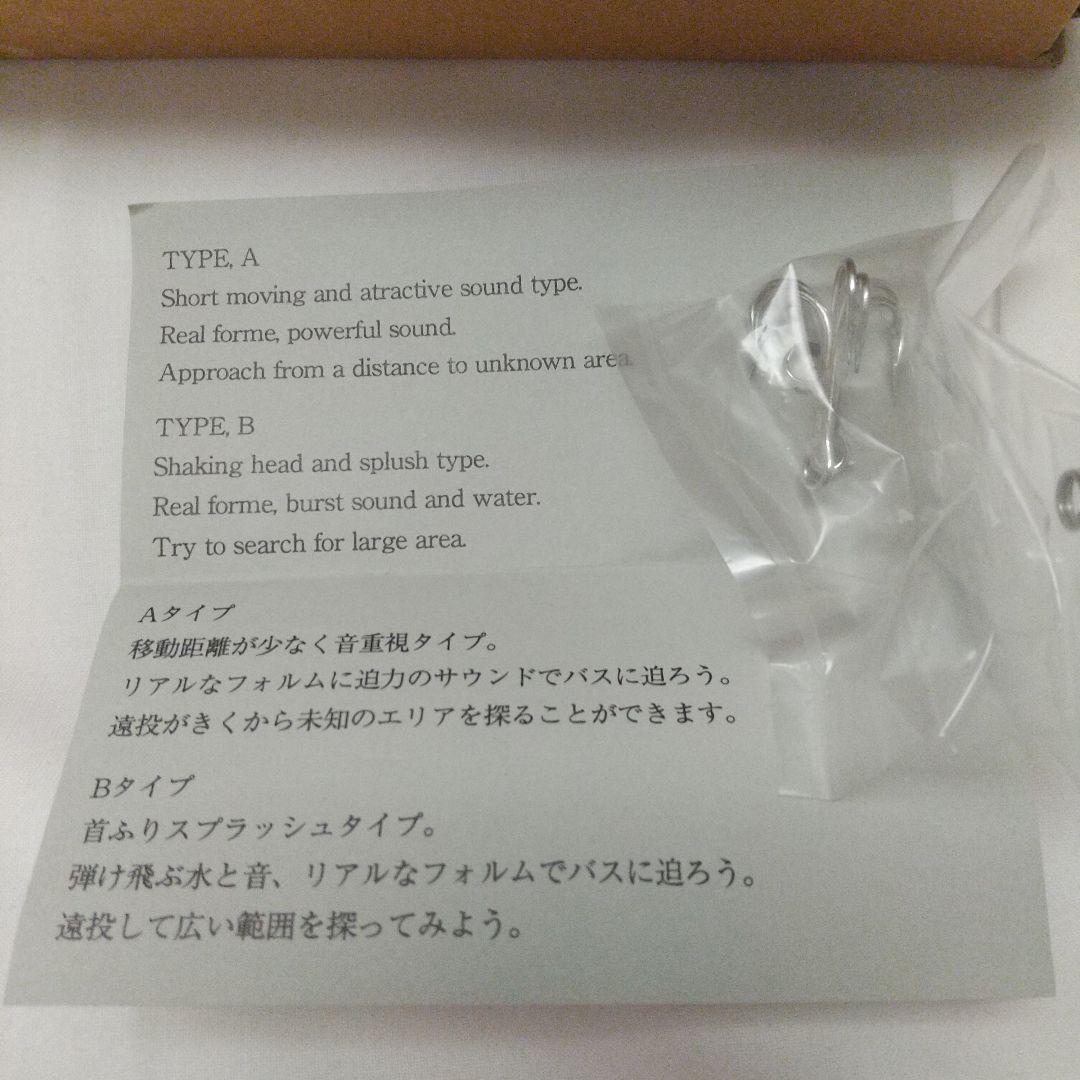 TYPE, A
Short moving and atractive sound type.
Real forme, powerful sound.
Approach from a distance to unknown area.
TYPE, B
Shaking head and splush type.
Real forme, burst sound and water.
Try to search for large area.
Aタイプ
移動距離が少なく音重視タイプ。
リアルなフォルムに迫力のサウンドでバスに迫ろう。
遠投がきくから未知のエリアを探ることができます。
Bタイプ
首ふりスプラッシュタイプ。
弾け飛ぶ水と音、リアルなフォルムでバスに迫ろう。
遠投して広い範囲を探ってみよう。